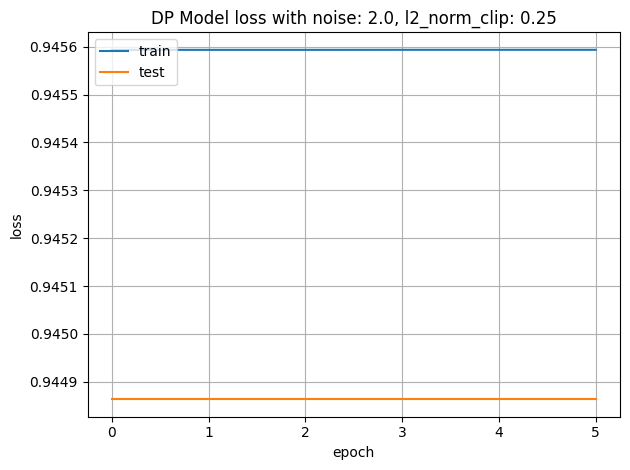 DP Model loss with noise: 2.0, l2_norm_clip: 0.25
train
test
0.9456
0.9455
0.9454
0.9453
0.9452
0.9451
0.9450
0.9449
loss
0 1 2 3 4 5
epoch